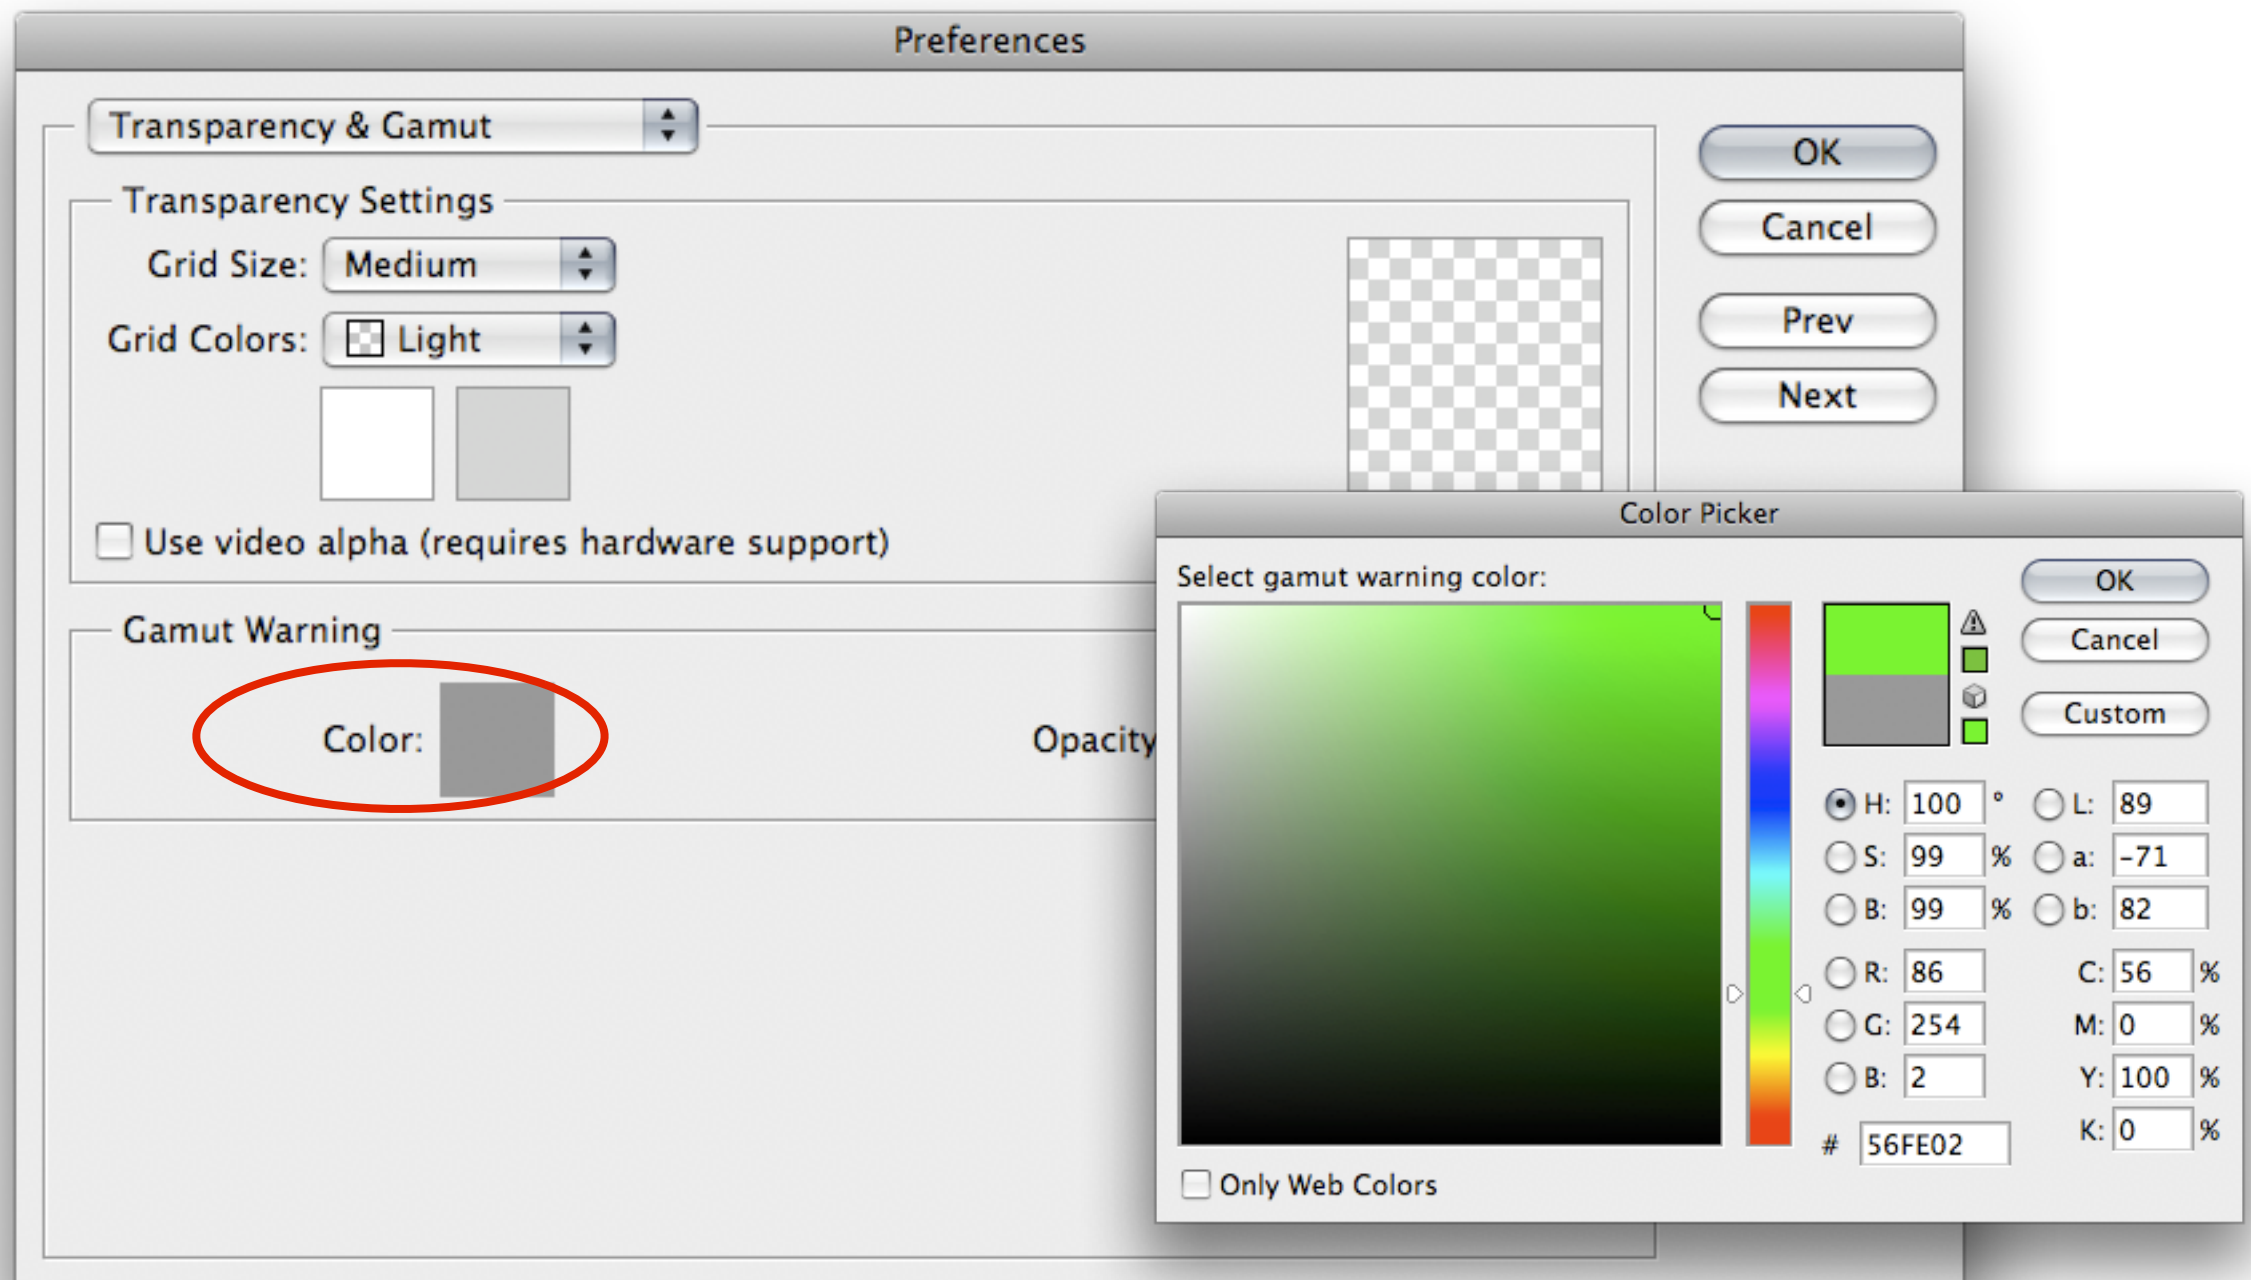 Preferences
Transparency & Gamut
OK
Transparency Settings
Cancel
Grid Size: Medium
Prev
Grid Colors: Light
Next
Use video alpha (requires hardware support)
Gamut Warning
Color:
Opacity
Color Picker
Select gamut warning color:
OK
Cancel
Custom
H: 100 °
L: 89
S: 99 %
a: -71
B: 99 %
b: 82
R: 86
C: 56 %
G: 254
M: 0 %
B: 2
Y: 100 %
# 56FE02
K: 0 %
Only Web Colors